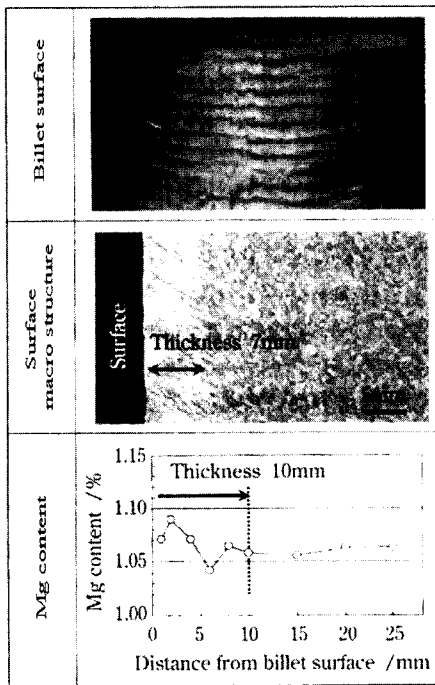 Billet surface
Surface
macro structure
Surface
Thickness 7mm
Mg content
Mg content /%
1.15
1.10
1.05
1.00
Thickness 10mm
0 5 10 15 20 25
Distance from billet surface /mm